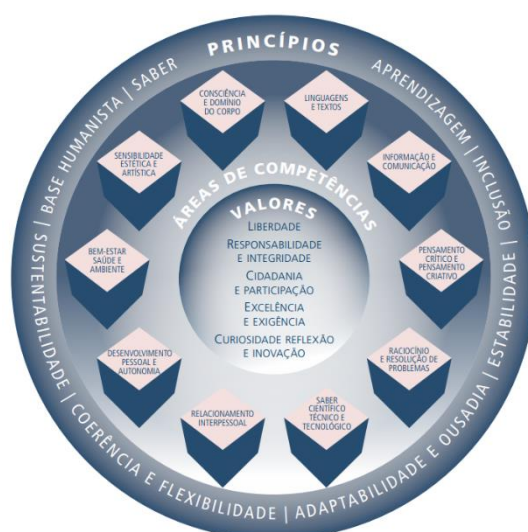 PRINCÍPIOS
APRENDIZAGEM | INCLUSÃO | ESTABILIDADE | ADAPTABILIDADE E OUSADIA | COERÊNCIA E FLEXIBILIDADE | SUSTENTABILIDADE | BASE HUMANISTA | SABER
ÁREAS DE COMPETÊNCIAS
LINGUAGENS
E TEXTOS
INFORMAÇÃO E
COMUNICAÇÃO
PENSAMENTO
CRÍTICO E
PENSAMENTO
CRIATIVO
RACIOCÍNIO
E RESOLUÇÃO DE
PROBLEMAS
SABER
CIENTÍFICO
TÉCNICO E
TECNOLÓGICO
RELACIONAMENTO
INTERPESSOAL
DESENVOLVIMENTO
PESSOAL E
AUTONOMIA
BEM-ESTAR
SAÚDE E
AMBIENTE
SENSIBILIDADE
ESTÉTICA E
ARTÍSTICA
CONSCIÊNCIA
E DOMÍNIO
DO CORPO
VALORES
LIBERDADE
RESPONSABILIDADE
E INTEGRIDADE
CIDADANIA
E PARTICIPAÇÃO
EXCELÊNCIA
E EXIGÊNCIA
CURIOSIDADE REFLEXÃO
E INOVAÇÃO